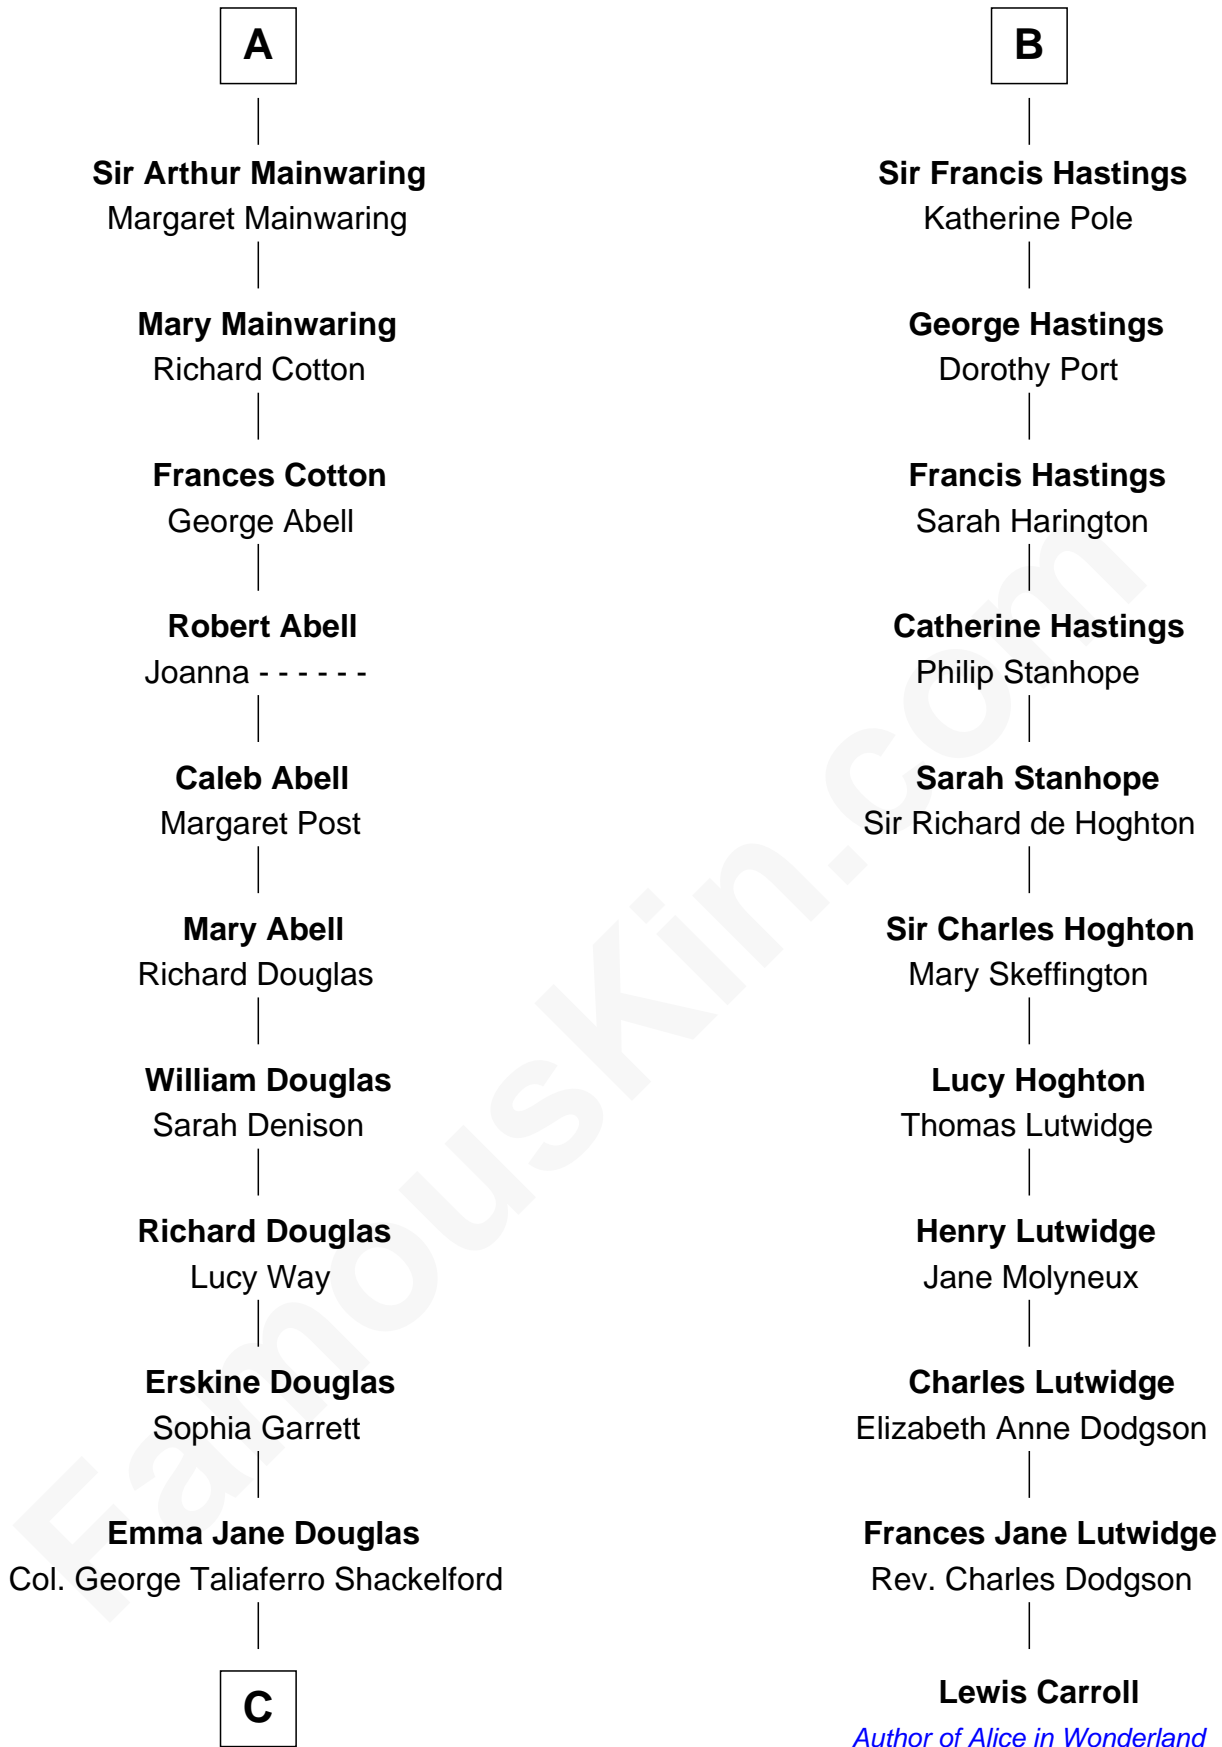 A
Sir Arthur Mainwaring
Margaret Mainwaring
Mary Mainwaring
Richard Cotton
Frances Cotton
George Abell
Robert Abell
Joanna - - - - - -
Caleb Abell
Margaret Post
Mary Abell
Richard Douglas
William Douglas
Sarah Denison
Richard Douglas
Lucy Way
Erskine Douglas
Sophia Garrett
Emma Jane Douglas
Col. George Taliaferro Shackelford
C
B
Sir Francis Hastings
Katherine Pole
George Hastings
Dorothy Port
Francis Hastings
Sarah Harington
Catherine Hastings
Philip Stanhope
Sarah Stanhope
Sir Richard de Hoghton
Sir Charles Hoghton
Mary Skeffington
Lucy Hoghton
Thomas Lutwidge
Henry Lutwidge
Jane Molyneux
Charles Lutwidge
Elizabeth Anne Dodgson
Frances Jane Lutwidge
Rev. Charles Dodgson
Lewis Carroll
Author of Alice in Wonderland
FamousKin.com